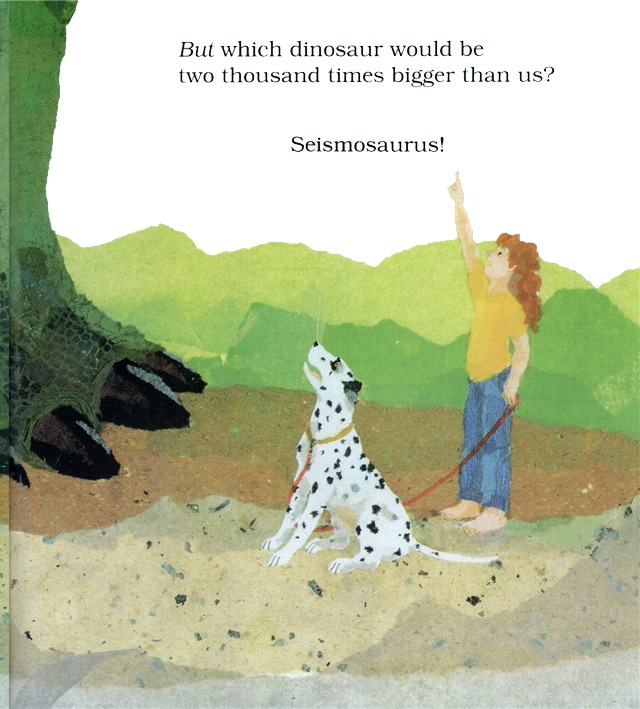 But which dinosaur would be
two thousand times bigger than us?
Seismosaurus!